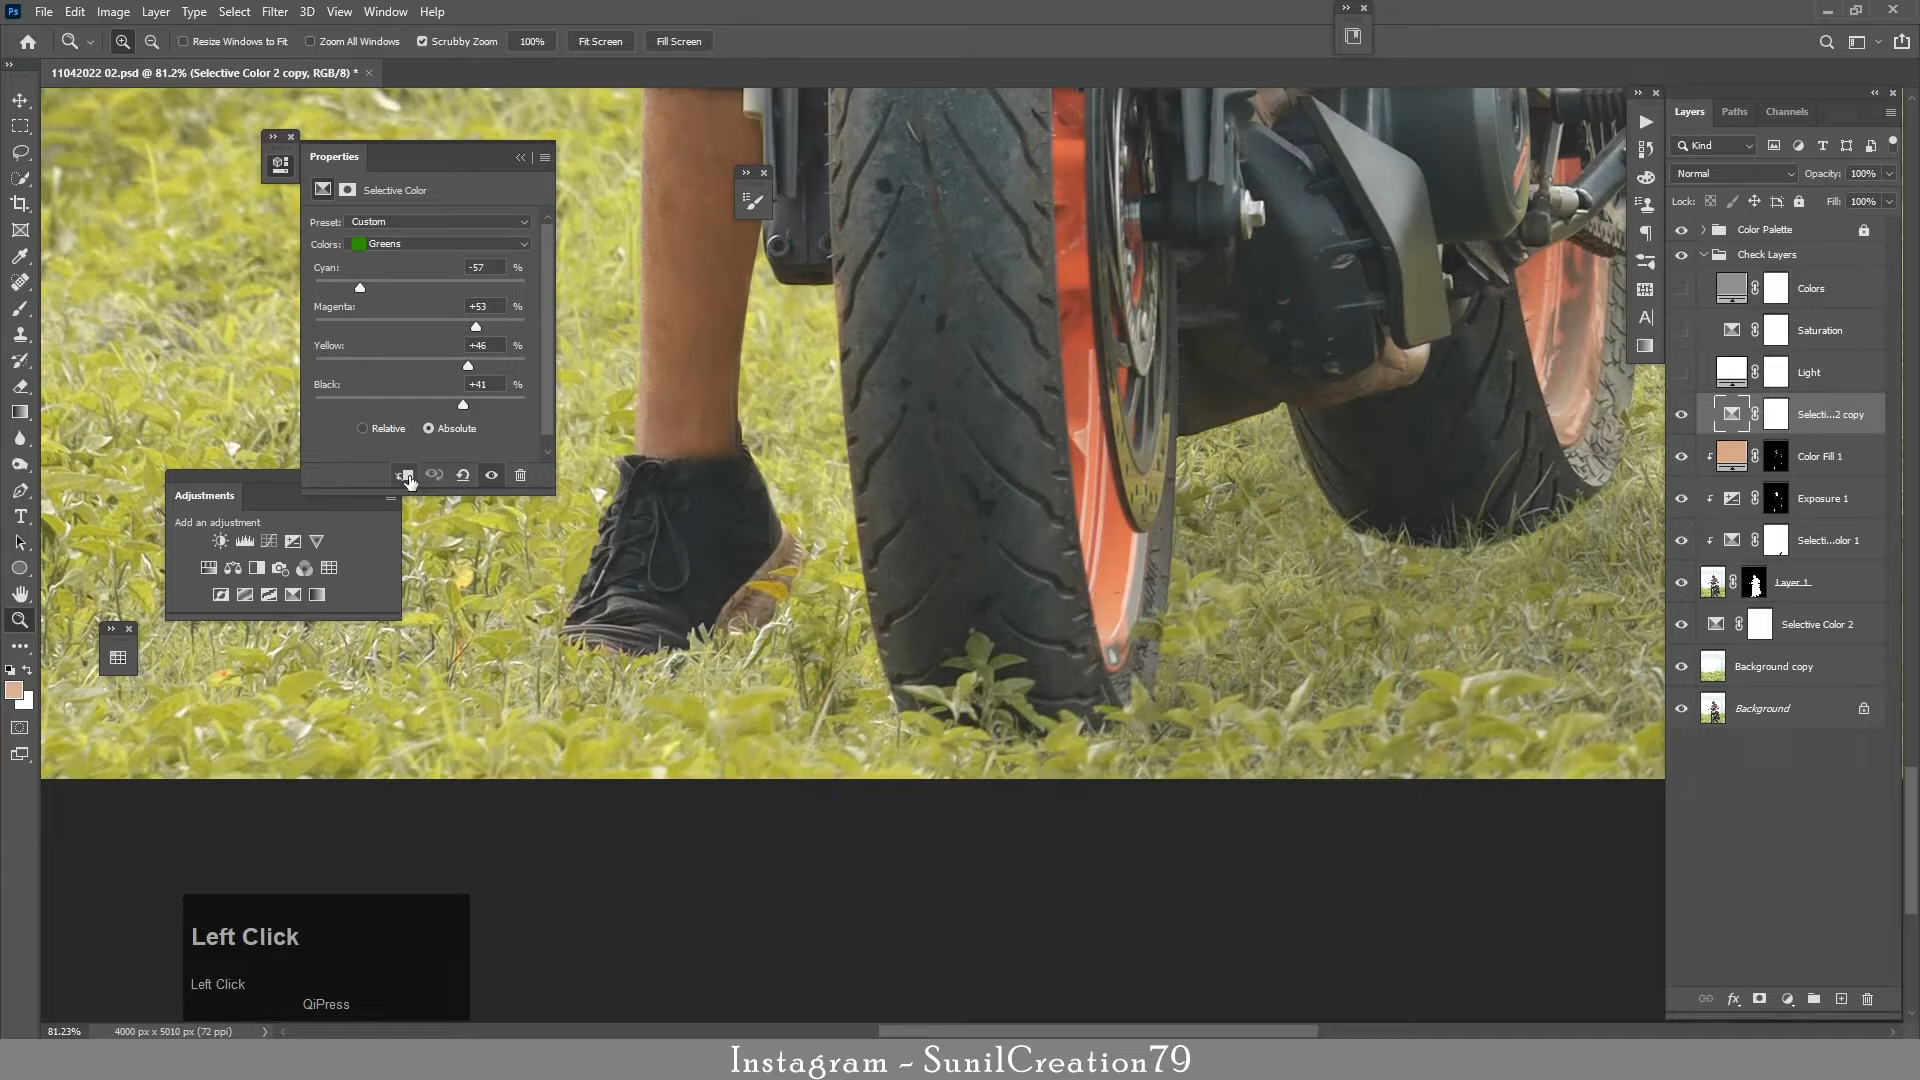 File Edit Image Layer Type Select Filter 3D View Window Help
Resize Windows to Fit Zoom All Windows Scrubby Zoom 100% Fit Screen Fill Screen
11042022 02.psd @ 81.2% (Selective Color 2 copy, RGB/8) *
Properties
Selective Color
Preset: Custom
Colors: Greens
Cyan: -57 %
Magenta: +53 %
Yellow: +46 %
Black: +41 %
Relative Absolute
Adjustments
Add an adjustment
Layers Paths Channels
Kind
Normal Opacity: 100%
Lock: Fill: 100%
Color Palette
Check Layers
Colors
Saturation
Light
Selecti...2 copy
Color Fill 1
Exposure 1
Selecti...olor 1
Layer 1
Selective Color 2
Background copy
Background
Left Click
Left Click
QiPress
81.23% 4000 px x 5010 px (72 ppi)
Instagram - SunilCreation79